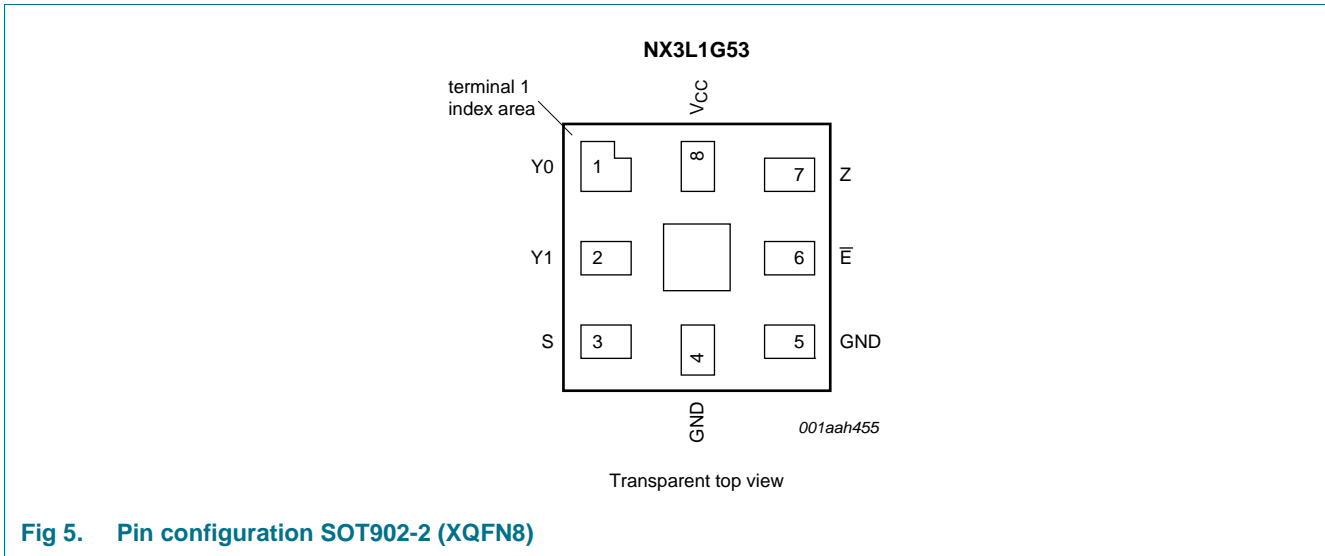 NX3L1G53
terminal 1
index area
VCC
Y0 1 8 7 Z
Y1 2 6 E̅
S 3 4 5 GND
GND
001aah455
Transparent top view
Fig 5. Pin configuration SOT902-2 (XQFN8)